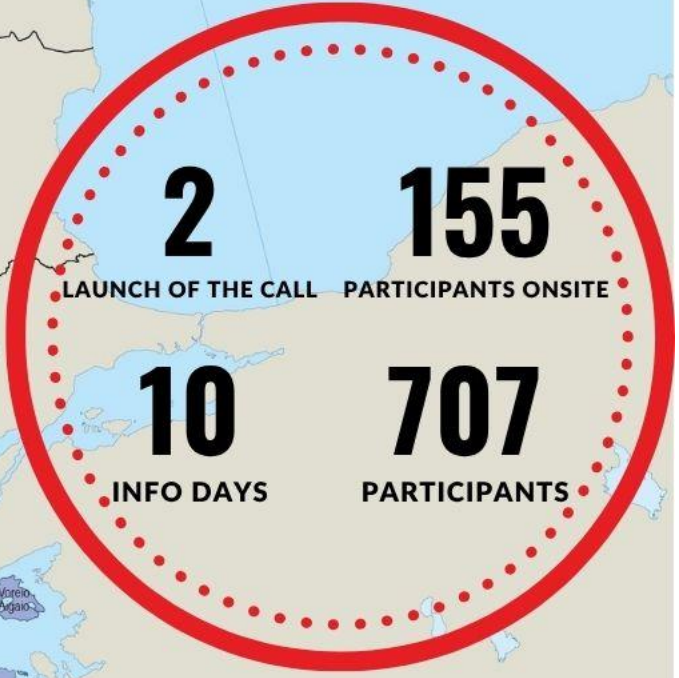 2
LAUNCH OF THE CALL
155
PARTICIPANTS ONSITE
10
INFO DAYS
707
PARTICIPANTS
Voreio
Aigaio